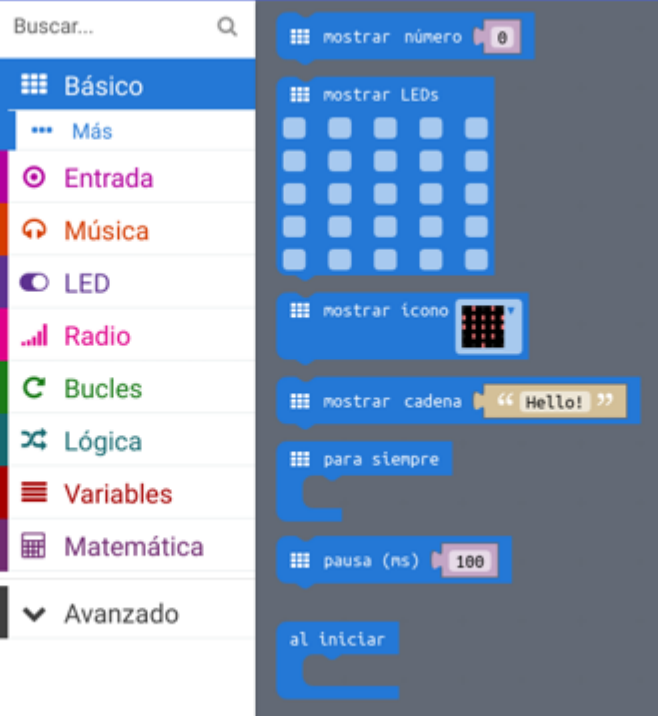 Buscar...
Básico
Más
Entrada
Música
LED
Radio
Bucles
Lógica
Variables
Matemática
Avanzado
mostrar número 0
mostrar LEDs
mostrar ícono
mostrar cadena “ Hello! ”
para siempre
pausa (ms) 100
al iniciar